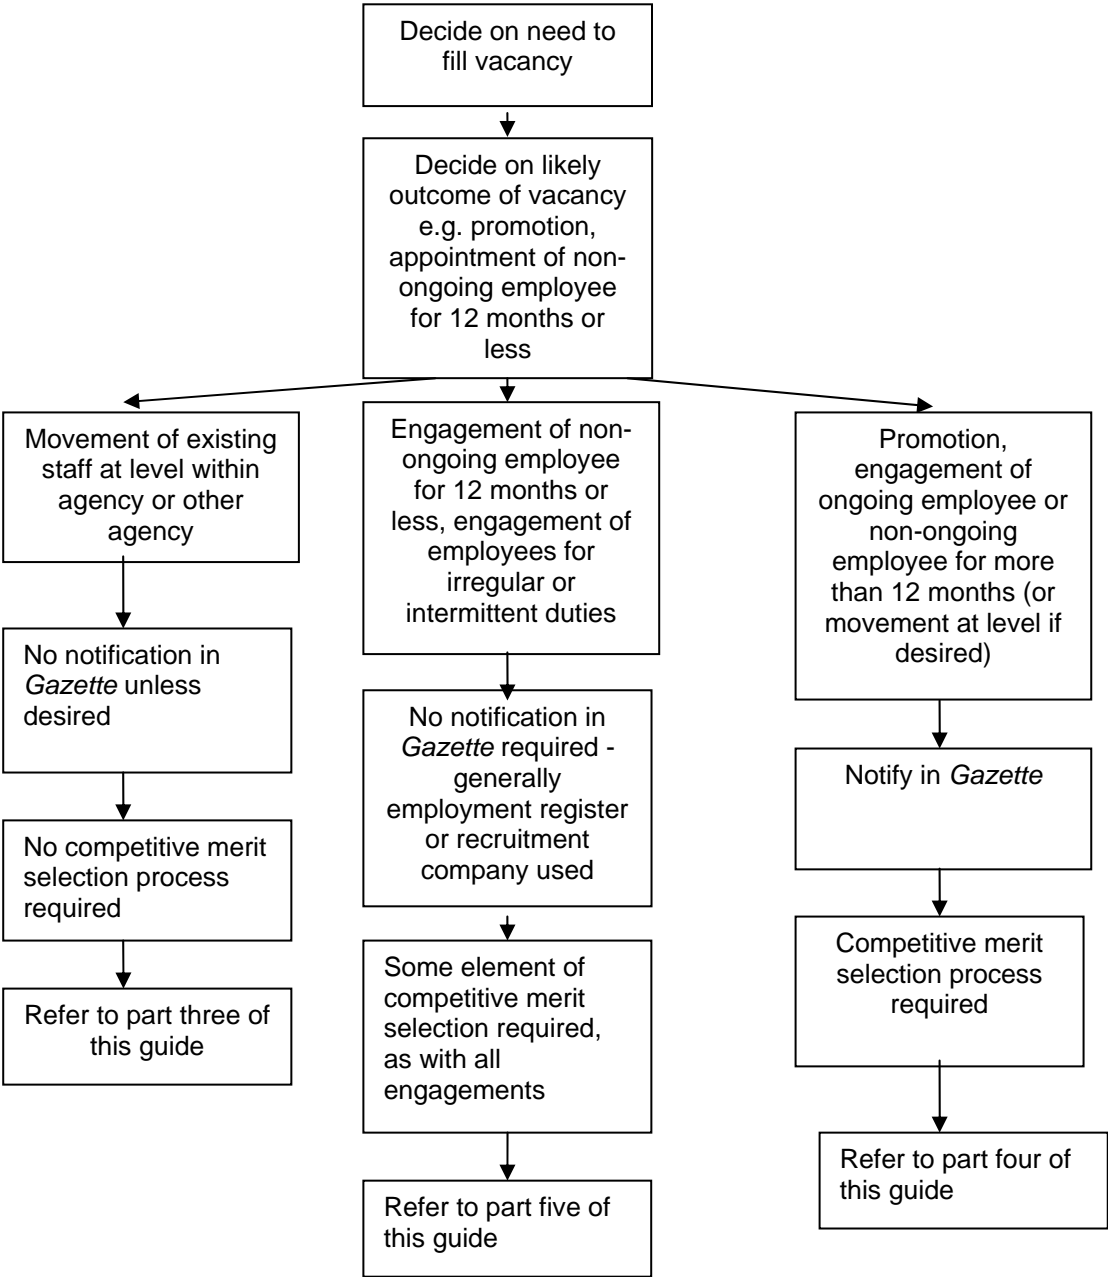 Decide on need to
fill vacancy
Decide on likely
outcome of vacancy
e.g. promotion,
appointment of non-
ongoing employee
for 12 months or
less
Movement of existing
staff at level within
agency or other
agency
No notification in
Gazette unless
desired
No competitive merit
selection process
required
Refer to part three of
this guide
Engagement of non-
ongoing employee
for 12 months or
less, engagement of
employees for
irregular or
intermittent duties
No notification in
Gazette required -
generally
employment register
or recruitment
company used
Some element of
competitive merit
selection required,
as with all
engagements
Refer to part five of
this guide
Promotion,
engagement of
ongoing employee or
non-ongoing
employee for more
than 12 months (or
movement at level if
desired)
Notify in Gazette
Competitive merit
selection process
required
Refer to part four of
this guide